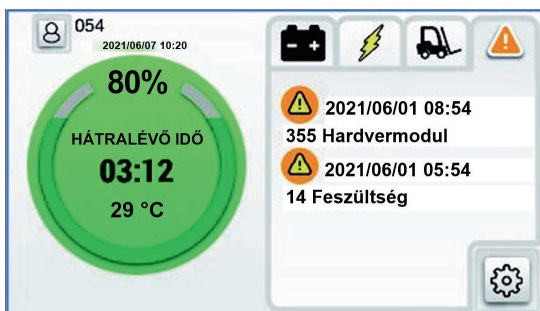 054
2021/06/07 10:20
80%
HÁTRALÉVŐ IDŐ
03:12
29 °C
2021/06/01 08:54
355 Hardvermodul
2021/06/01 05:54
14 Feszültség